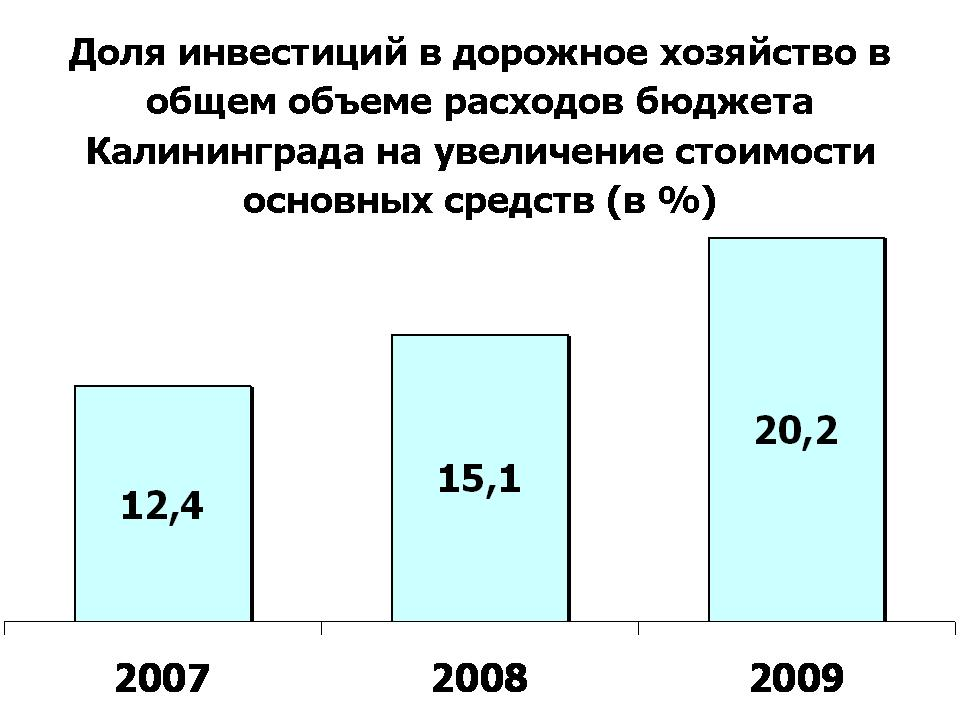 Доля инвестиций в дорожное хозяйство в
общем объеме расходов бюджета
Калининграда на увеличение стоимости
основных средств (в %)
20,2
15,1
12,4
2007 2008 2009